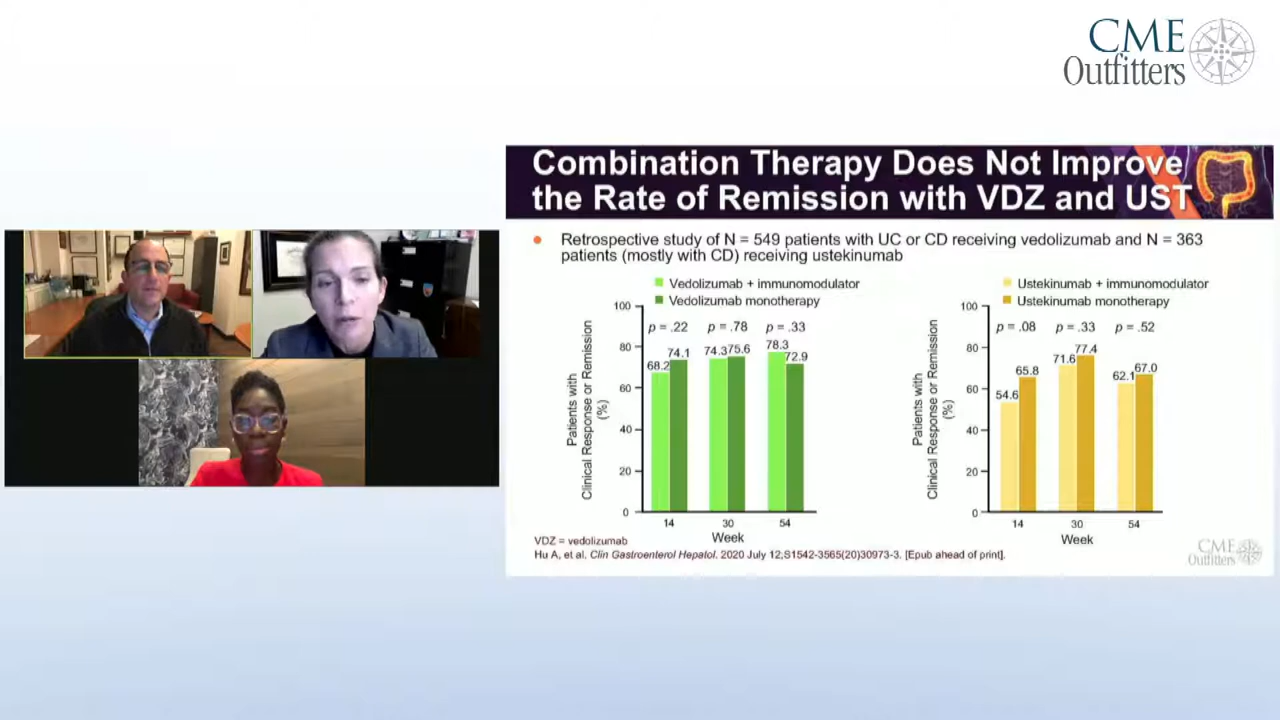 CME
Outfitters
Combination Therapy Does Not Improve
the Rate of Remission with VDZ and UST
Retrospective study of N = 549 patients with UC or CD receiving vedolizumab and N = 363
patients (mostly with CD) receiving ustekinumab
Vedolizumab + immunomodulator
Vedolizumab monotherapy
100
80
60
40
20
0
Patients with
Clinical Response or Remission
(%)
p = .22
p = .78
p = .33
68.2
74.1
74.3
75.6
78.3
72.9
14
30
54
Week
Ustekinumab + immunomodulator
Ustekinumab monotherapy
100
80
60
40
20
0
Patients with
Clinical Response or Remission
(%)
p = .08
p = .33
p = .52
54.6
65.8
71.6
77.4
62.1
67.0
14
30
54
Week
VDZ = vedolizumab
Hu A, et al. Clin Gastroenterol Hepatol. 2020 July 12;S1542-3565(20)30973-3. [Epub ahead of print].
CME
Outfitters